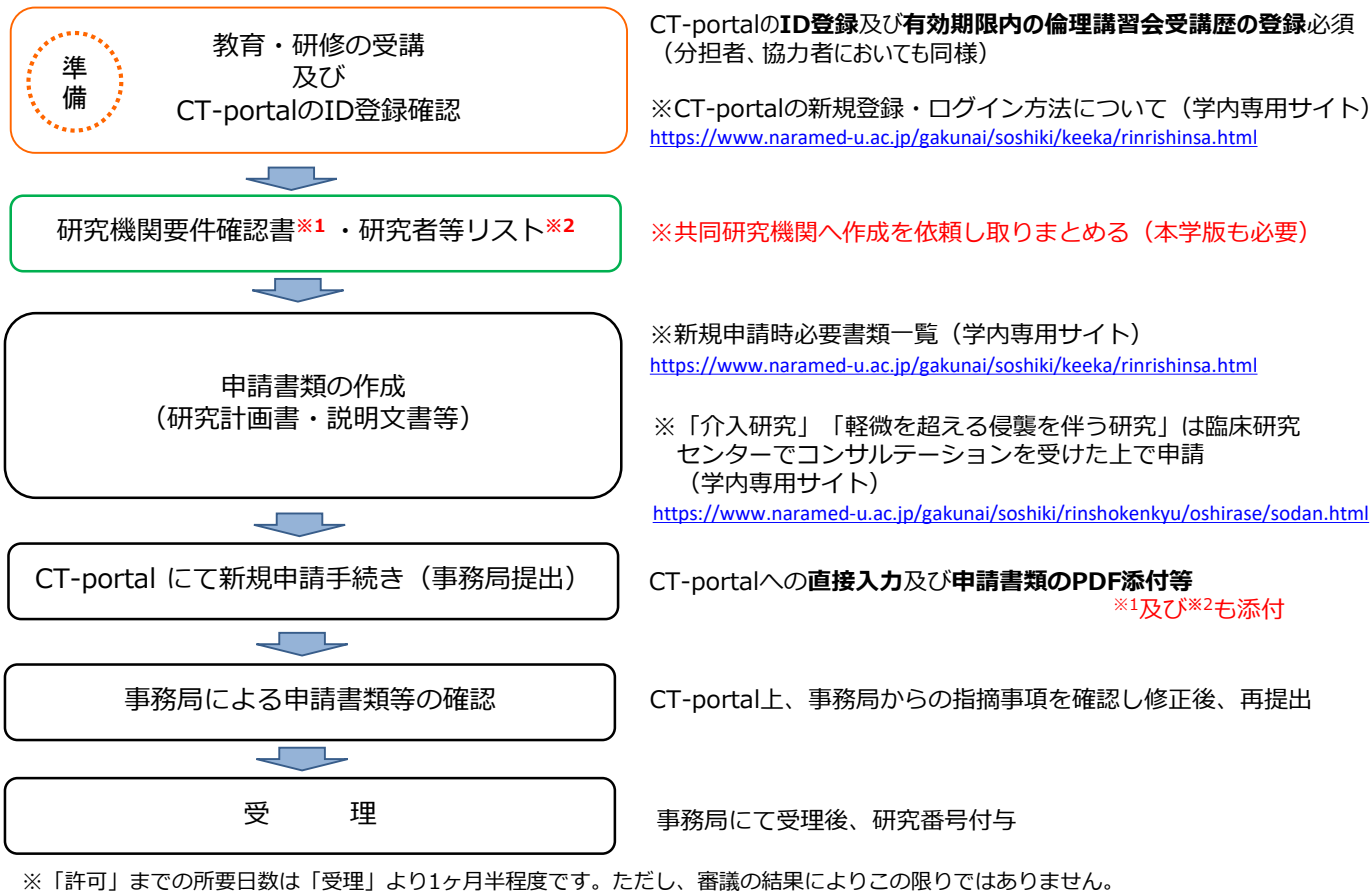 準
備
教育・研修の受講
及び
CT-portalのID登録確認
CT-portalのID登録及び有効期限内の倫理講習会受講歴の登録必須
（分担者、協力者においても同様）
※CT-portalの新規登録・ログイン方法について（学内専用サイト）
https://www.naramed-u.ac.jp/gakunai/soshiki/keeka/rinrishinsa.html
研究機関要件確認書※1 ・研究者等リスト※2
※共同研究機関へ作成を依頼し取りまとめる（本学版も必要）
申請書類の作成
（研究計画書・説明文書等）
※新規申請時必要書類一覧（学内専用サイト）
https://www.naramed-u.ac.jp/gakunai/soshiki/keeka/rinrishinsa.html
※「介入研究」「軽微を超える侵襲を伴う研究」は臨床研究
センターでコンサルテーションを受けた上で申請
（学内専用サイト）
https://www.naramed-u.ac.jp/gakunai/soshiki/rinshokenkyu/oshirase/sodan.html
CT-portal にて新規申請手続き（事務局提出）
CT-portalへの直接入力及び申請書類のPDF添付等
※1及び※2も添付
事務局による申請書類等の確認
CT-portal上、事務局からの指摘事項を確認し修正後、再提出
受　　理
事務局にて受理後、研究番号付与
※「許可」までの所要日数は「受理」より1ヶ月半程度です。ただし、審議の結果によりこの限りではありません。